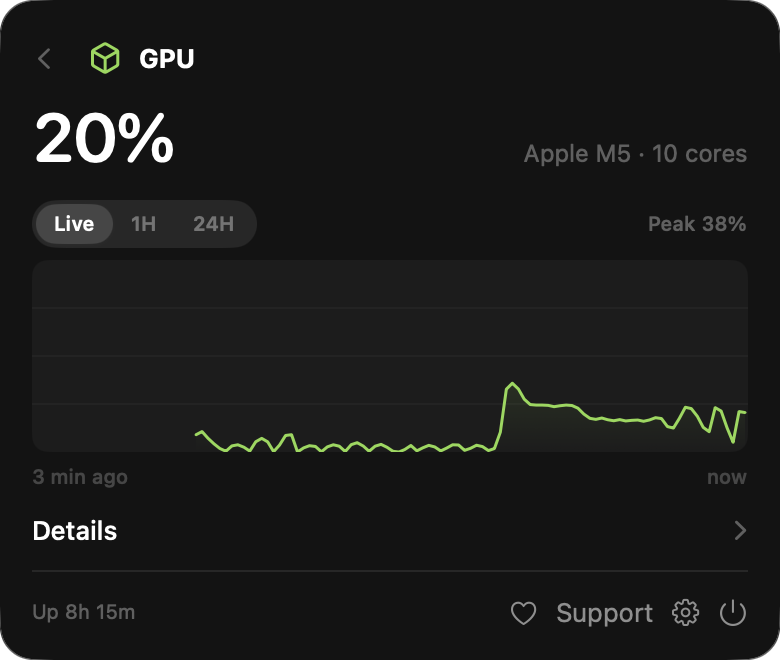 GPU
20%
Apple M5 · 10 cores
Live 1H 24H
Peak 38%
3 min ago
now
Details
Up 8h 15m
Support